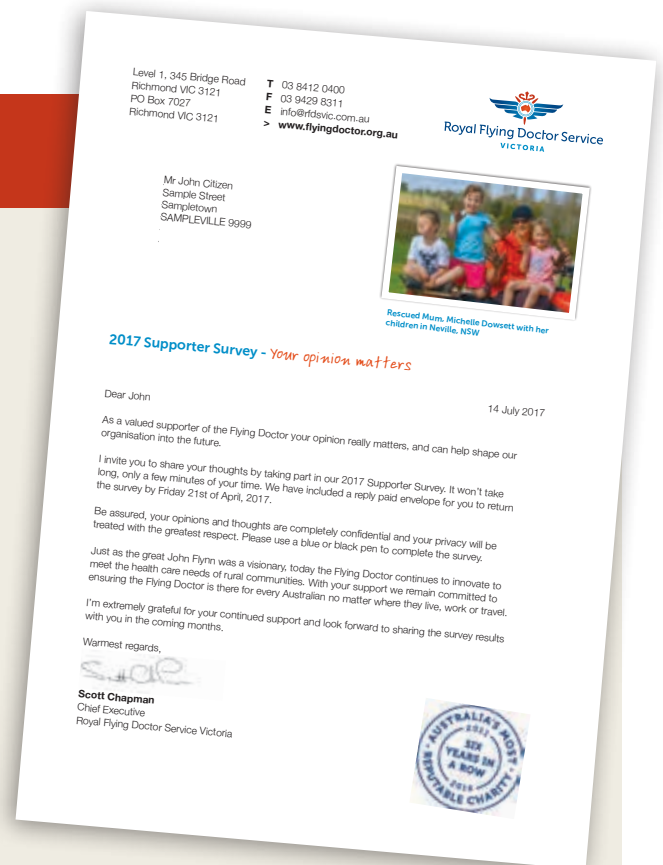 Level 1, 345 Bridge Road
Richmond VIC 3121
PO Box 7027
Richmond VIC 3121
T 03 8412 0400
F 03 9429 8311
E info@rfdsvic.com.au
> www.flyingdoctor.org.au
Royal Flying Doctor Service
VICTORIA
Mr John Citizen
Sample Street
Sampletown
SAMPLEVILLE 9999
Rescued Mum, Michelle Dowsett with her
children in Neville, NSW
2017 Supporter Survey - Your opinion matters
Dear John
14 July 2017
As a valued supporter of the Flying Doctor your opinion really matters, and can help shape our
organisation into the future.
I invite you to share your thoughts by taking part in our 2017 Supporter Survey. It won't take
long, only a few minutes of your time. We have included a reply paid envelope for you to return
the survey by Friday 21st of April, 2017.
Be assured, your opinions and thoughts are completely confidential and your privacy will be
treated with the greatest respect. Please use a blue or black pen to complete the survey.
Just as the great John Flynn was a visionary, today the Flying Doctor continues to innovate to
meet the health care needs of rural communities. With your support we remain committed to
ensuring the Flying Doctor is there for every Australian no matter where they live, work or travel.
I'm extremely grateful for your continued support and look forward to sharing the survey results
with you in the coming months.
Warmest regards,
Scott Chapman
Chief Executive
Royal Flying Doctor Service Victoria
AUSTRALIA'S MOST
2011
SIX
YEARS IN
A ROW
2016
REPUTABLE CHARITY